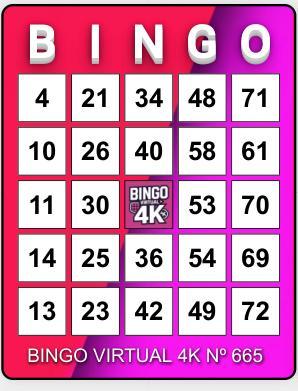 B I N G O
4 21 34 48 71
10 26 40 58 61
11 30 BINGO VIRTUAL 4K 53 70
14 25 36 54 69
13 23 42 49 72
BINGO VIRTUAL 4K Nº 665